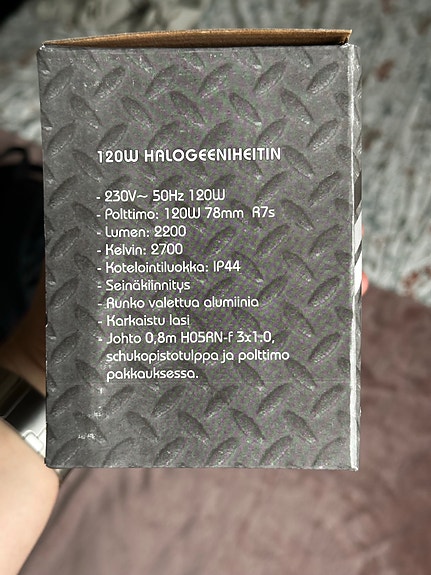 120W HALOGEENIHEITIN
- 230V~ 50Hz 120W
- Polttimo: 120W 78mm R7s
- Lumen: 2200
- Kelvin: 2700
- Kotelointiluokka: IP44
- Seinäkiinnitys
- Runko valettua alumiinia
- Karkaistu lasi
- Johto 0,8m H05RN-f 3x1.0,
schukopistotulppa ja polttimo
pakkauksessa.